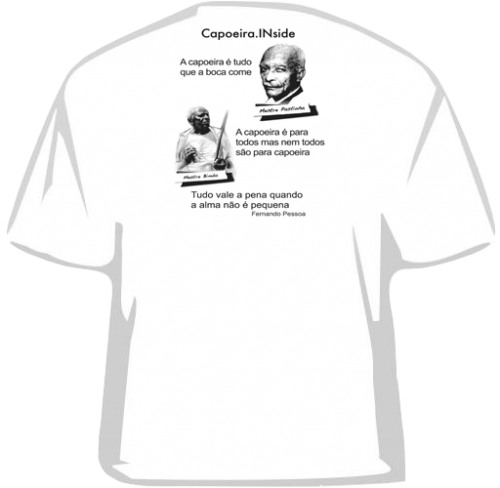 Capoeira.INside
A capoeira é tudo
que a boca come
Mestre Pastinha
A capoeira é para
todos mas nem todos
são para capoeira
Mestre Bimba
Tudo vale a pena quando
a alma não é pequena
Fernando Pessoa